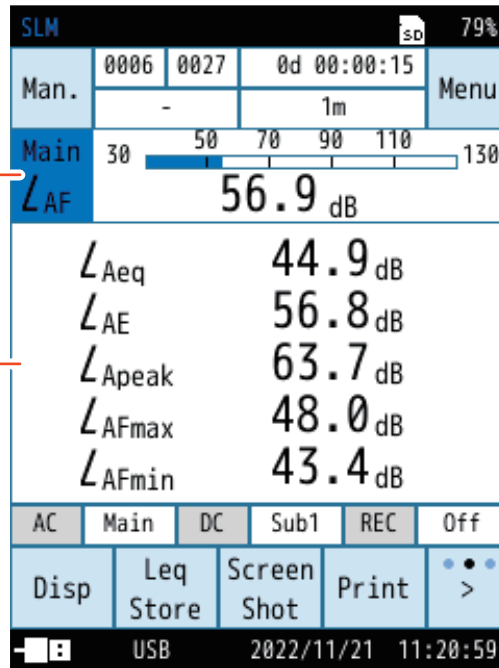 SLM SD 79%
Man. 0006 0027 0d 00:00:15 Menu
- 1m
Main 30 50 70 90 110 130
LAF 56.9 dB
LAeq 44.9 dB
LAE 56.8 dB
LApeak 63.7 dB
LAFmax 48.0 dB
LAFmin 43.4 dB
AC Main DC Sub1 REC Off
Disp Leq Store Screen Shot Print >
USB 2022/11/21 11:20:59